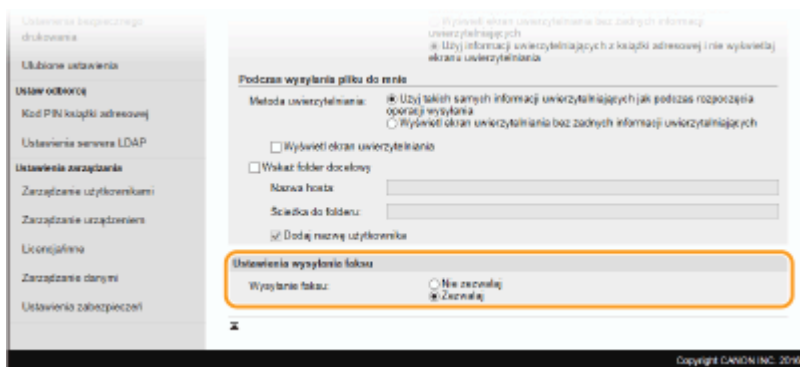 Ustawienia bezpiecznego
drukowania
Ulubione ustawienia
Ustaw odbiorcę
Kod PIN książki adresowej
Ustawienia serwera LDAP
Ustawienia zarządzania
Zarządzanie użytkownikami
Zarządzanie urządzeniem
Licencja/Inne
Zarządzanie danymi
Ustawienia zabezpieczeń
Wyświetl ekran uwierzytelniania bez żadnych informacji
uwierzytelniających
Użyj informacji uwierzytelniających z książki adresowej i nie wyświetlaj
ekranu uwierzytelniania
Podczas wysyłania pliku do mnie
Metoda uwierzytelniania: Użyj takich samych informacji uwierzytelniających jak podczas rozpoczęcia
operacji wysyłania
Wyświetl ekran uwierzytelniania bez żadnych informacji uwierzytelniających
Wyświetl ekran uwierzytelniania
Wskaż folder docelowy
Nazwa hosta:
Ścieżka do folderu:
Dodaj nazwę użytkownika
Ustawienia wysyłania faksu
Wysyłanie faksu: Nie zezwalaj
Zezwalaj
Copyright CANON INC. 2016